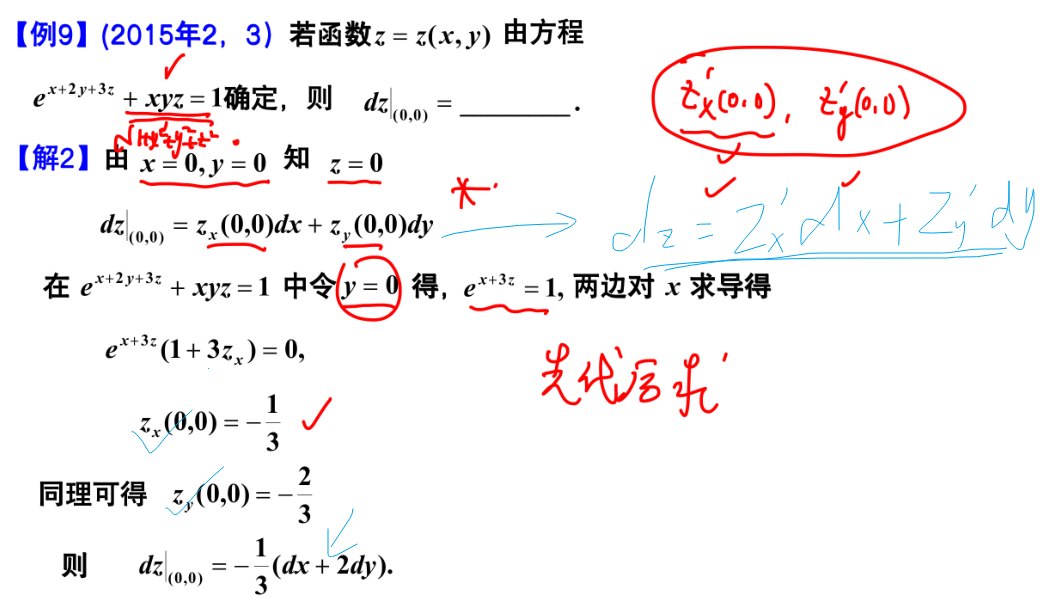 【例9】(2015年2，3) 若函数 z = z(x, y) 由方程
e^{x+2y+3z} + xyz = 1确定，则 dz|_{(0,0)} = ________ .
z'_x(0,0), z'_y(0,0)
【解2】由 x = 0, y = 0 知 z = 0
dz|_{(0,0)} = z_x(0,0)dx + z_y(0,0)dy
dz = z'_x dx + z'_y dy
在 e^{x+2y+3z} + xyz = 1 中令 y = 0 得， e^{x+3z} = 1, 两边对 x 求导得
e^{x+3z}(1 + 3z_x) = 0,
先代后求
z_x(0,0) = -\frac{1}{3}
同理可得 z_y(0,0) = -\frac{2}{3}
则 dz|_{(0,0)} = -\frac{1}{3}(dx + 2dy).